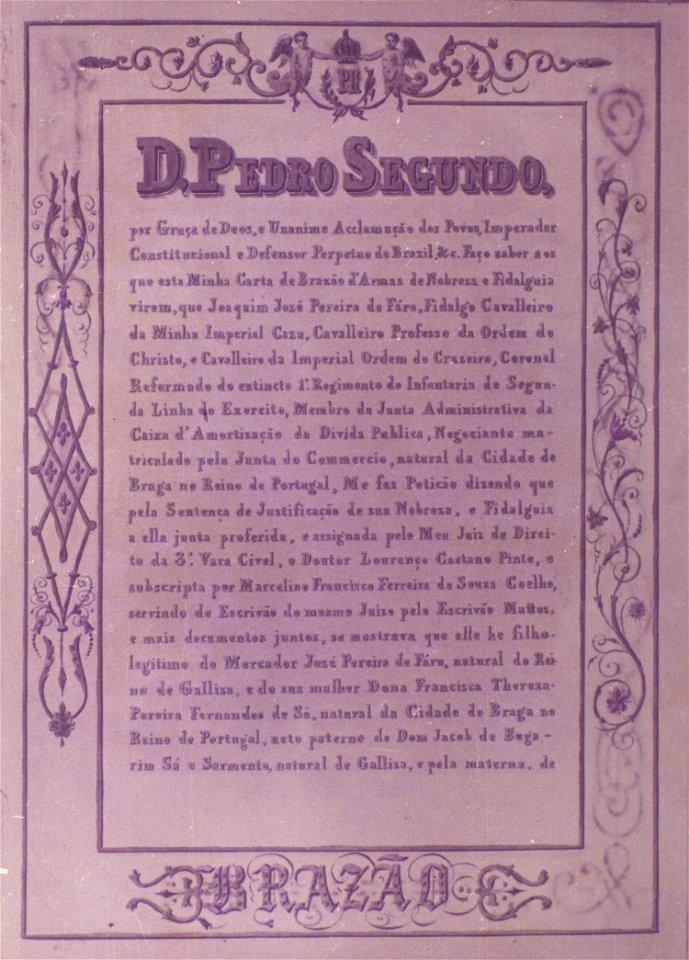 PII
D. PEDRO SEGUNDO,
por Graça de Deos, e Unanime Acclamação dos Povos, Imperador
Constitucional e Defensor Perpetuo do Brazil, &c. Faço saber aos
que esta Minha Carta de Brazão d'Armas de Nobreza e Fidalguia
virem, que Joaquim Jozé Pereira de Fáro, Fidalgo Cavalleiro
da Minha Imperial Caza, Cavalleiro Professo da Ordem de
Christo, e Cavalleiro da Imperial Ordem do Cruzeiro, Coronel
Reformado do extincto 1º. Regimento de Infantaria de Segun-
da Linha do Exercito, Membro da Junta Administrativa da
Caixa d'Amortização da Divida Publica, Negociante ma-
triculado pela Junta do Commercio, natural da Cidade de
Braga no Reino de Portugal, Me fez Petição dizendo que
pela Sentença de Justificação de sua Nobreza, e Fidalguia
a ella junta proferida, e assignada pelo Meu Juiz de Direi-
to da 3ª. Vara Civel, o Doutor Lourenço Caetano Pinto, e
subscripta por Marcelino Francisco Ferreira de Souza Coelho,
servindo de Escrivão do mesmo Juizo pelo Escrivão Mattos,
e mais documentos juntos, se mostrava que elle he filho-
legitimo do Mercador Jozé Pereira de Fáro, natural do Rei-
no de Galliza, e de sua mulher Dona Francisca Thereza-
Pereira Fernandes de Sá, natural da Cidade de Braga no
Reino de Portugal, neto paterno de Dom Jacob de Buga-
rim Sá e Sarmento, natural de Galliza, e pela materna, de
BRAZÃO